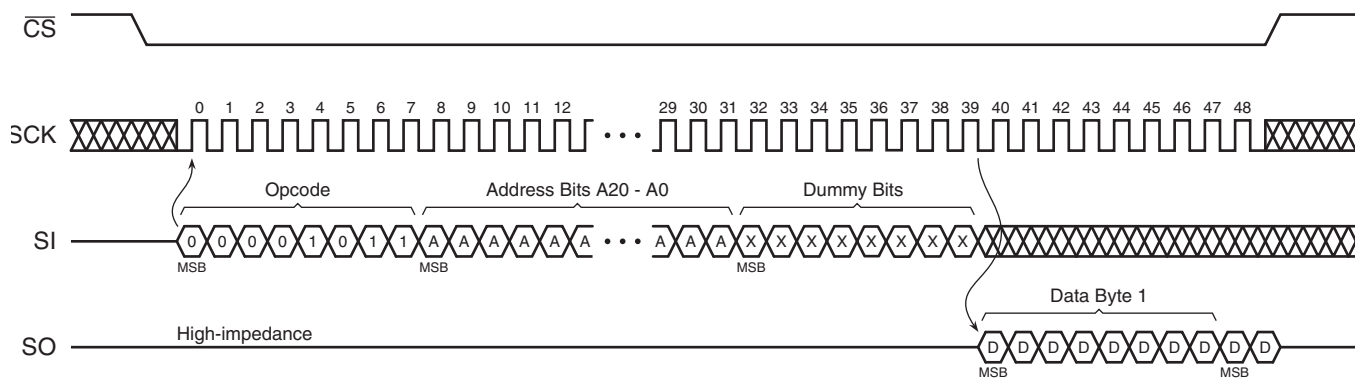 CS
SCK
0 1 2 3 4 5 6 7 8 9 10 11 12 29 30 31 32 33 34 35 36 37 38 39 40 41 42 43 44 45 46 47 48
Opcode Address Bits A20 - A0 Dummy Bits
SI 0 0 0 0 1 0 1 1 A A A A A A • • • A A A X X X X X X X X
MSB MSB MSB
Data Byte 1
SO High-impedance D D D D D D D D D D
MSB MSB